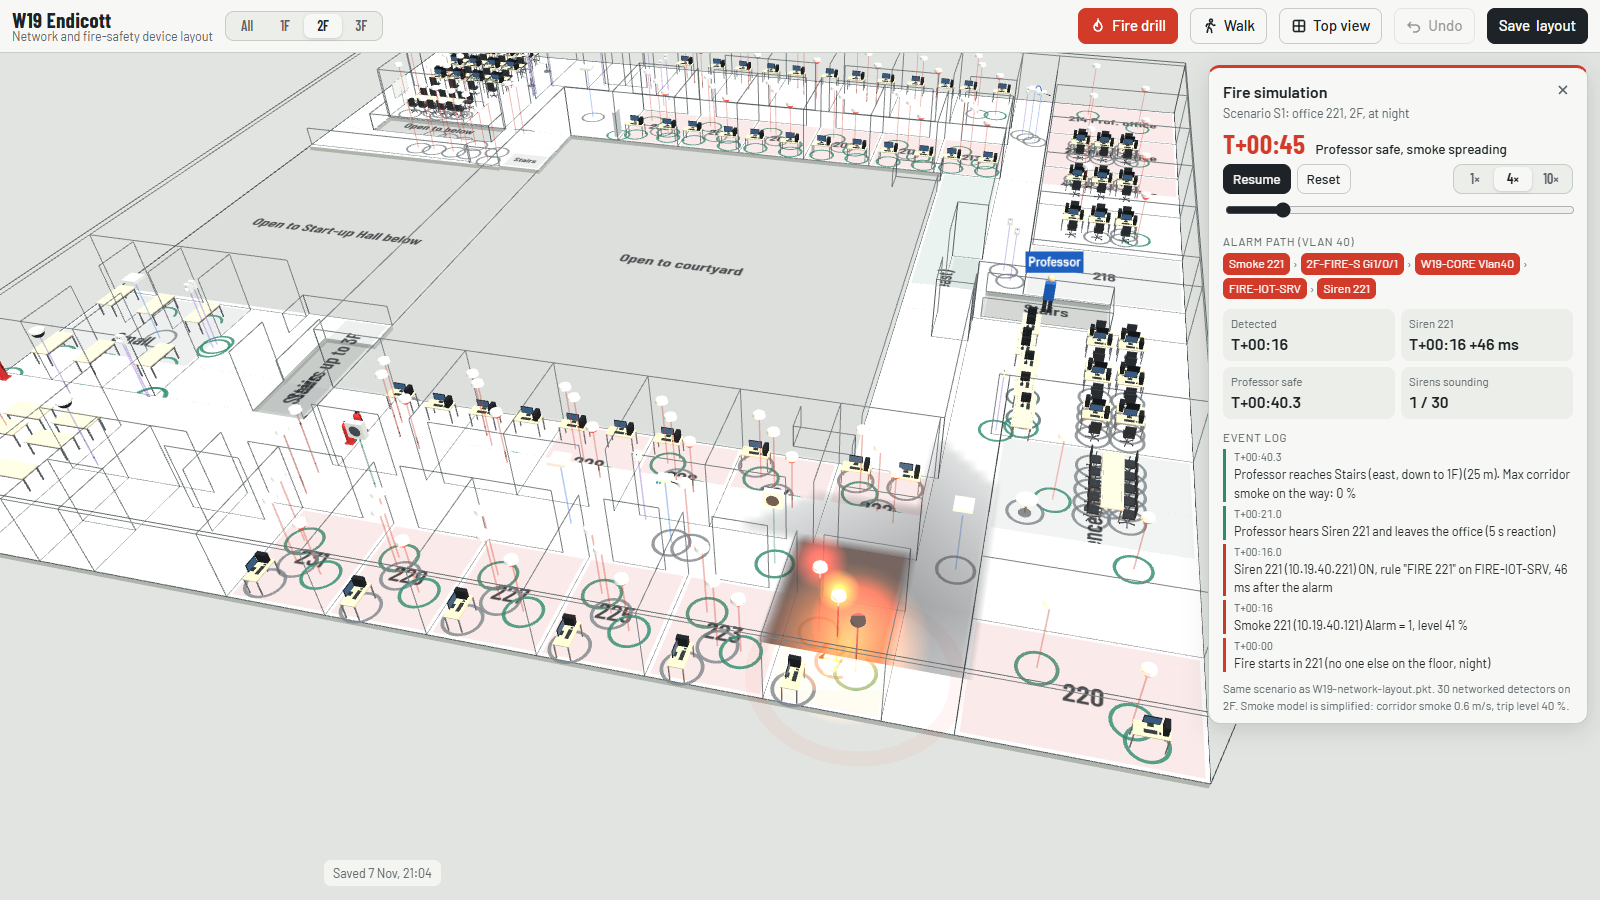 W19 Endicott
Network and fire-safety device layout
All
1F
2F
3F
Fire drill
Walk
Top view
Undo
Save layout
Open to below
Stairs
Open to Start-up Hall below
Open to courtyard
Professor
218
Stairs
220
223
225
227
Fire simulation
Scenario S1: office 221, 2F, at night
T+00:45 Professor safe, smoke spreading
Resume
Reset
1×
4×
10×
ALARM PATH (VLAN 40)
Smoke 221 › 2F-FIRE-S Gi1/0/1 › W19-CORE Vlan40 ›
FIRE-IOT-SRV › Siren 221
Detected
T+00:16
Siren 221
T+00:16 +46 ms
Professor safe
T+00:40.3
Sirens sounding
1 / 30
EVENT LOG
T+00:40.3
Professor reaches Stairs (east, down to 1F) (25 m). Max corridor
smoke on the way: 0 %
T+00:21.0
Professor hears Siren 221 and leaves the office (5 s reaction)
T+00:16.0
Siren 221 (10.19.40.221) ON, rule "FIRE 221" on FIRE-IOT-SRV, 46
ms after the alarm
T+00:16
Smoke 221 (10.19.40.121) Alarm = 1, level 41 %
T+00:00
Fire starts in 221 (no one else on the floor, night)
Same scenario as W19-network-layout.pkt. 30 networked detectors on
2F. Smoke model is simplified: corridor smoke 0.6 m/s, trip level 40 %.
Saved 7 Nov, 21:04